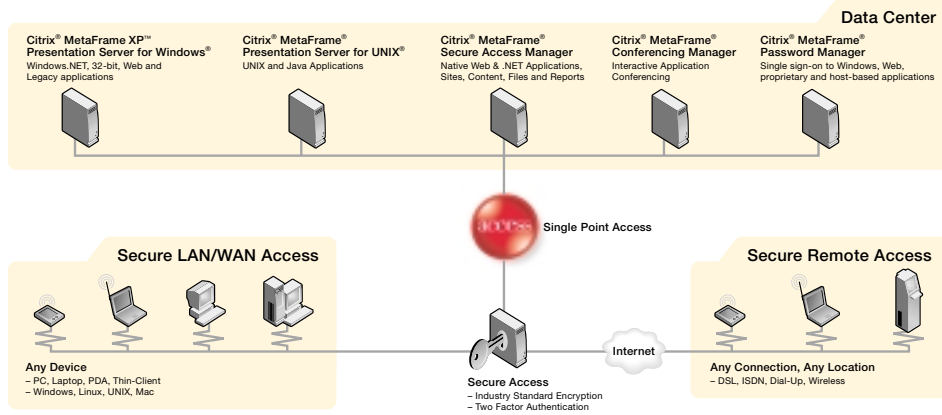 Data Center
Citrix® MetaFrame XP™
Presentation Server for Windows®
Windows.NET, 32-bit, Web and
Legacy applications
Citrix® MetaFrame®
Presentation Server for UNIX®
UNIX and Java Applications
Citrix® MetaFrame®
Secure Access Manager
Native Web & .NET Applications,
Sites, Content, Files and Reports
Citrix® MetaFrame®
Conferencing Manager
Interactive Application
Conferencing
Citrix® MetaFrame®
Password Manager
Single sign-on to Windows, Web,
proprietary and host-based applications
access
Single Point Access
Secure LAN/WAN Access
Any Device
– PC, Laptop, PDA, Thin-Client
– Windows, Linux, UNIX, Mac
Secure Access
– Industry Standard Encryption
– Two Factor Authentication
Internet
Secure Remote Access
Any Connection, Any Location
– DSL, ISDN, Dial-Up, Wireless